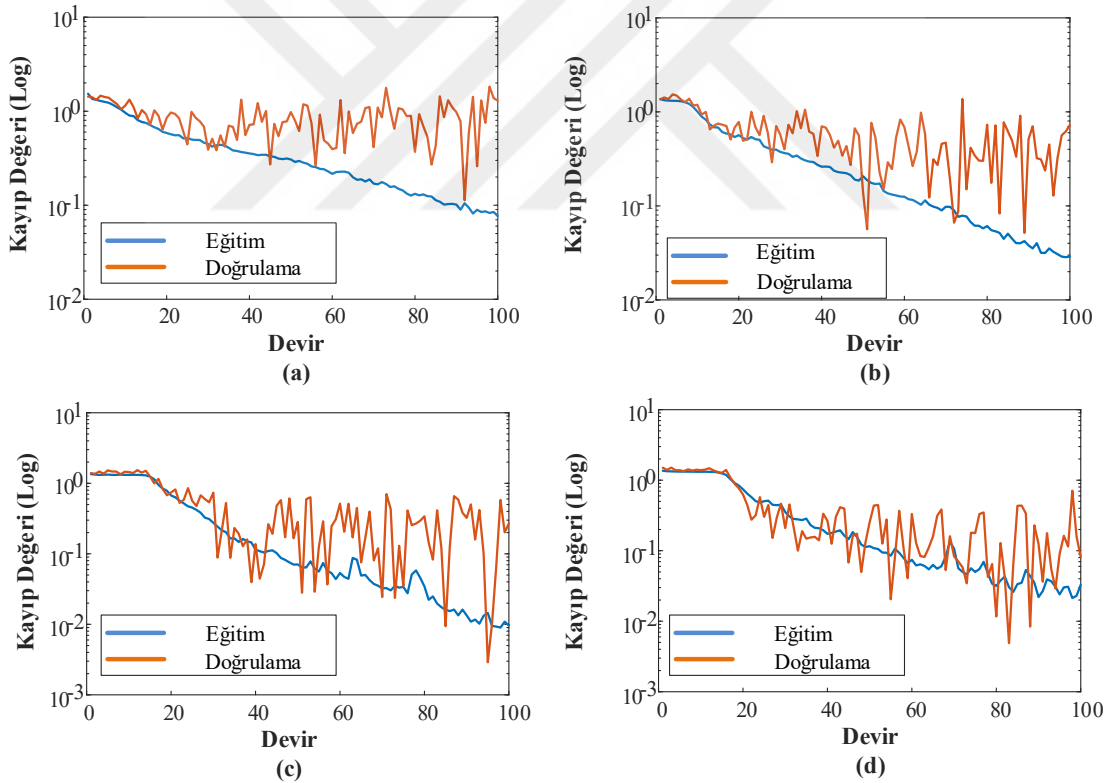 Kayıp Değeri (Log)
10^1
10^0
10^-1
10^-2
Eğitim
Doğrulama
0 20 40 60 80 100
Devir
(a)
Kayıp Değeri (Log)
10^1
10^0
10^-1
10^-2
Eğitim
Doğrulama
0 20 40 60 80 100
Devir
(b)
Kayıp Değeri (Log)
10^1
10^0
10^-1
10^-2
10^-3
Eğitim
Doğrulama
0 20 40 60 80 100
Devir
(c)
Kayıp Değeri (Log)
10^1
10^0
10^-1
10^-2
10^-3
Eğitim
Doğrulama
0 20 40 60 80 100
Devir
(d)